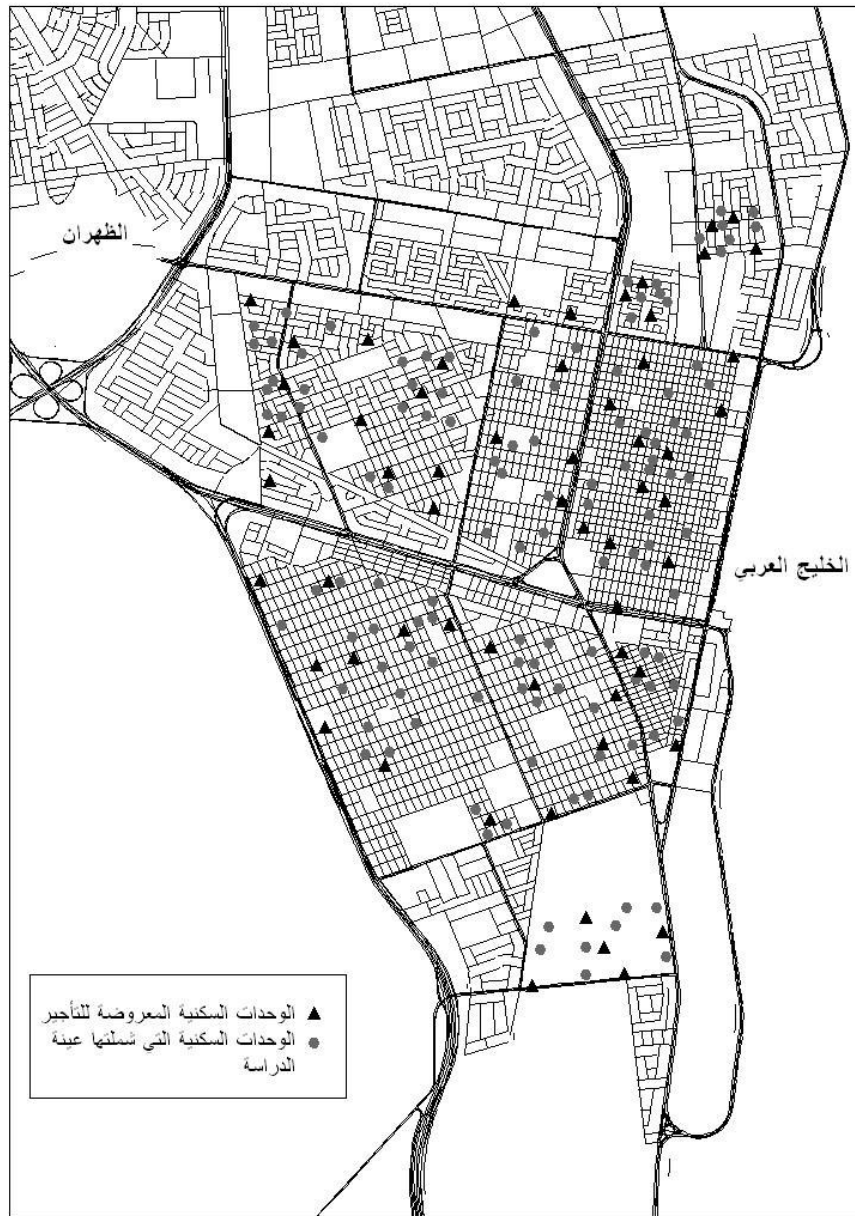 الظهران
الخليج العربي
الوحدات السكنية المعروضة للتأجير
الوحدات السكنية التي شملتها عينة
الدراسة